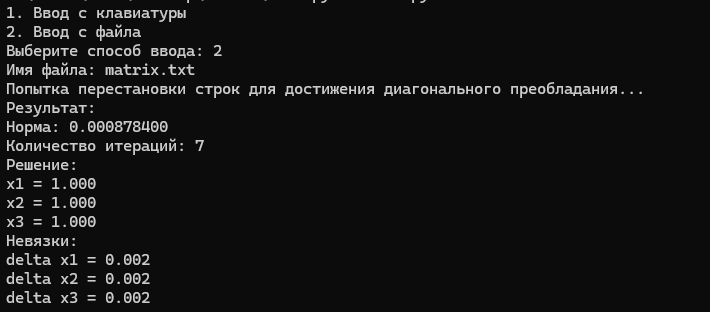 1. Ввод с клавиатуры
2. Ввод с файла
Выберите способ ввода: 2
Имя файла: matrix.txt
Попытка перестановки строк для достижения диагонального преобладания...
Результат:
Норма: 0.000878400
Количество итераций: 7
Решение:
x1 = 1.000
x2 = 1.000
x3 = 1.000
Невязки:
delta x1 = 0.002
delta x2 = 0.002
delta x3 = 0.002